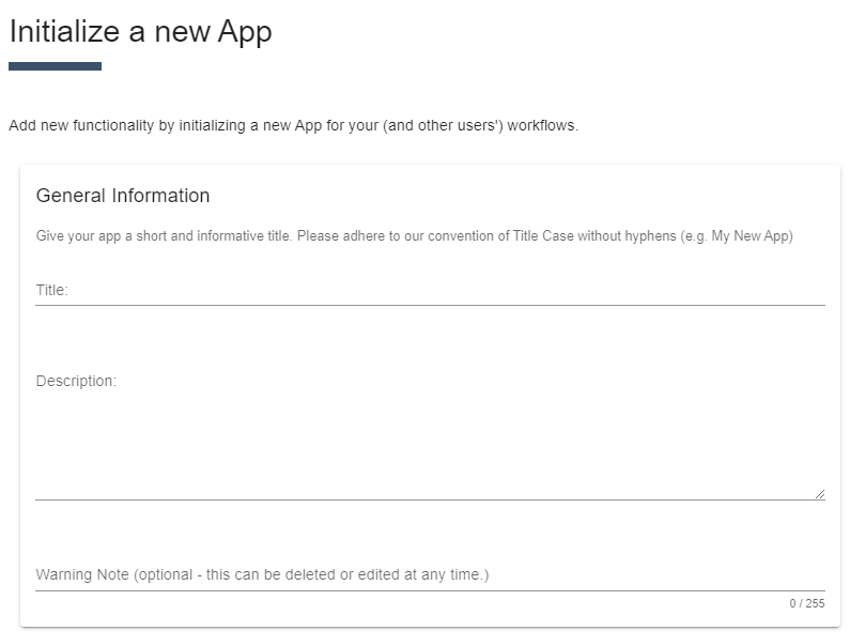 Initialize a new App
Add new functionality by initializing a new App for your (and other users') workflows.
General Information
Give your app a short and informative title. Please adhere to our convention of Title Case without hyphens (e.g. My New App)
Title:
Description:
Warning Note (optional - this can be deleted or edited at any time.)
0 / 255